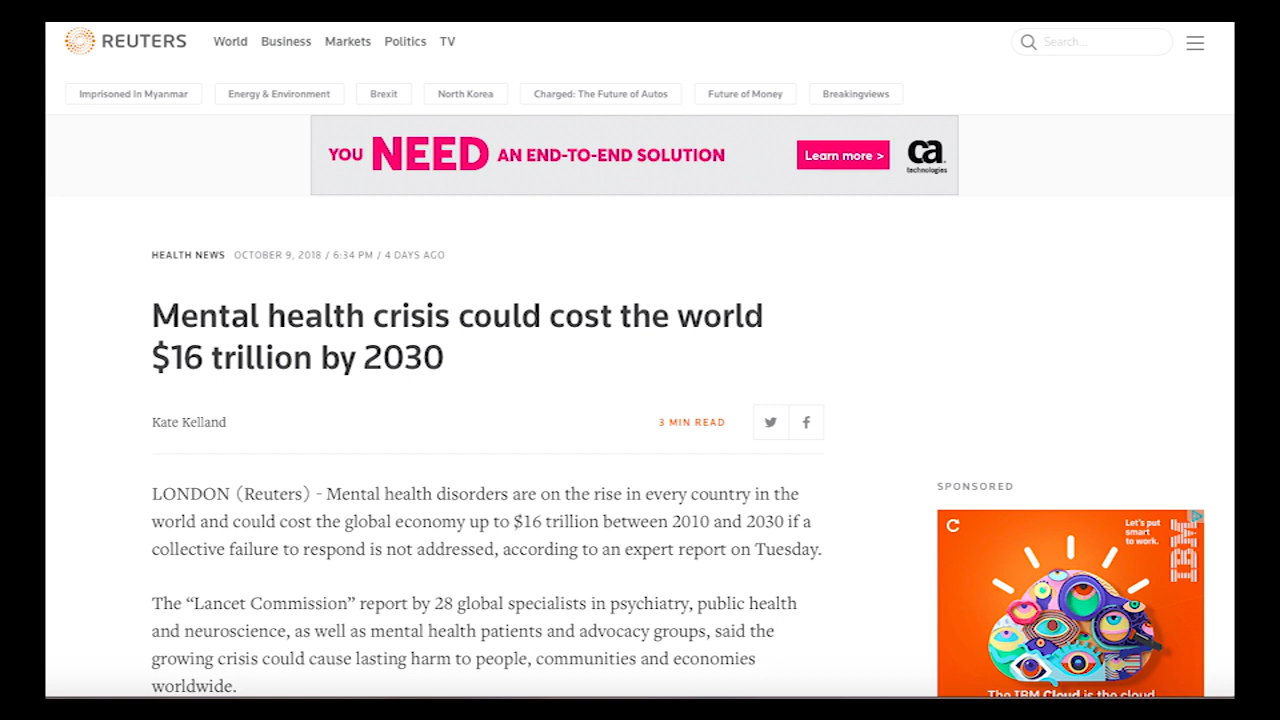 REUTERS World Business Markets Politics TV Search...
Imprisoned In Myanmar Energy & Environment Brexit North Korea Charged: The Future of Autos Future of Money Breakingviews
YOU NEED AN END-TO-END SOLUTION Learn more > ca technologies
HEALTH NEWS OCTOBER 9, 2018 / 6:34 PM / 4 DAYS AGO
Mental health crisis could cost the world
$16 trillion by 2030
Kate Kelland 3 MIN READ
LONDON (Reuters) - Mental health disorders are on the rise in every country in the
world and could cost the global economy up to $16 trillion between 2010 and 2030 if a
collective failure to respond is not addressed, according to an expert report on Tuesday.
The “Lancet Commission” report by 28 global specialists in psychiatry, public health
and neuroscience, as well as mental health patients and advocacy groups, said the
growing crisis could cause lasting harm to people, communities and economies
worldwide.
SPONSORED
Let's put
smart
to work.
IBM
The IBM Cloud is the cloud